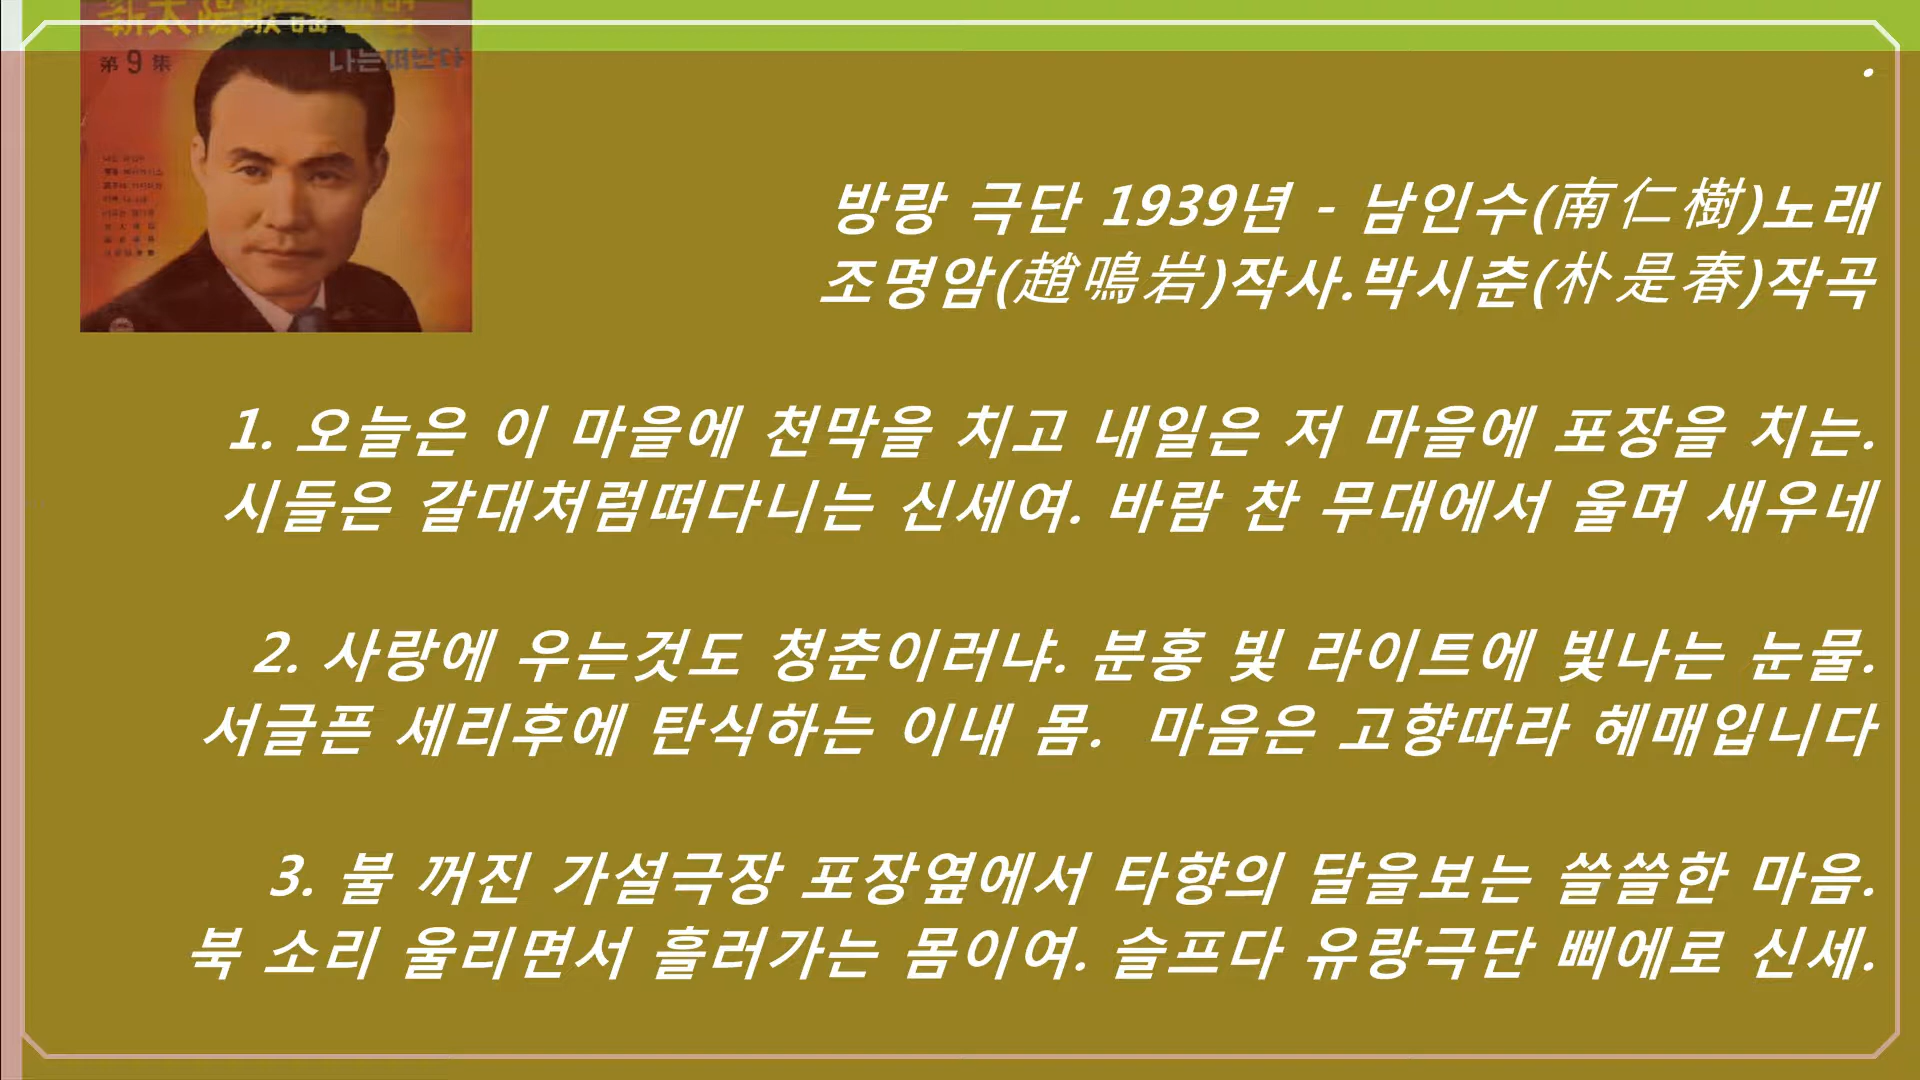 第9集
나는떠난다
.
방랑 극단 1939년 - 남인수(南仁樹)노래
조명암(趙鳴岩)작사.박시춘(朴是春)작곡
1. 오늘은 이 마을에 천막을 치고 내일은 저 마을에 포장을 치는.
시들은 갈대처럼떠다니는 신세여. 바람 찬 무대에서 울며 새우네
2. 사랑에 우는것도 청춘이러냐. 분홍 빛 라이트에 빛나는 눈물.
서글픈 세리후에 탄식하는 이내 몸. 마음은 고향따라 헤매입니다
3. 불 꺼진 가설극장 포장옆에서 타향의 달을보는 쓸쓸한 마음.
북 소리 울리면서 흘러가는 몸이여. 슬프다 유랑극단 삐에로 신세.